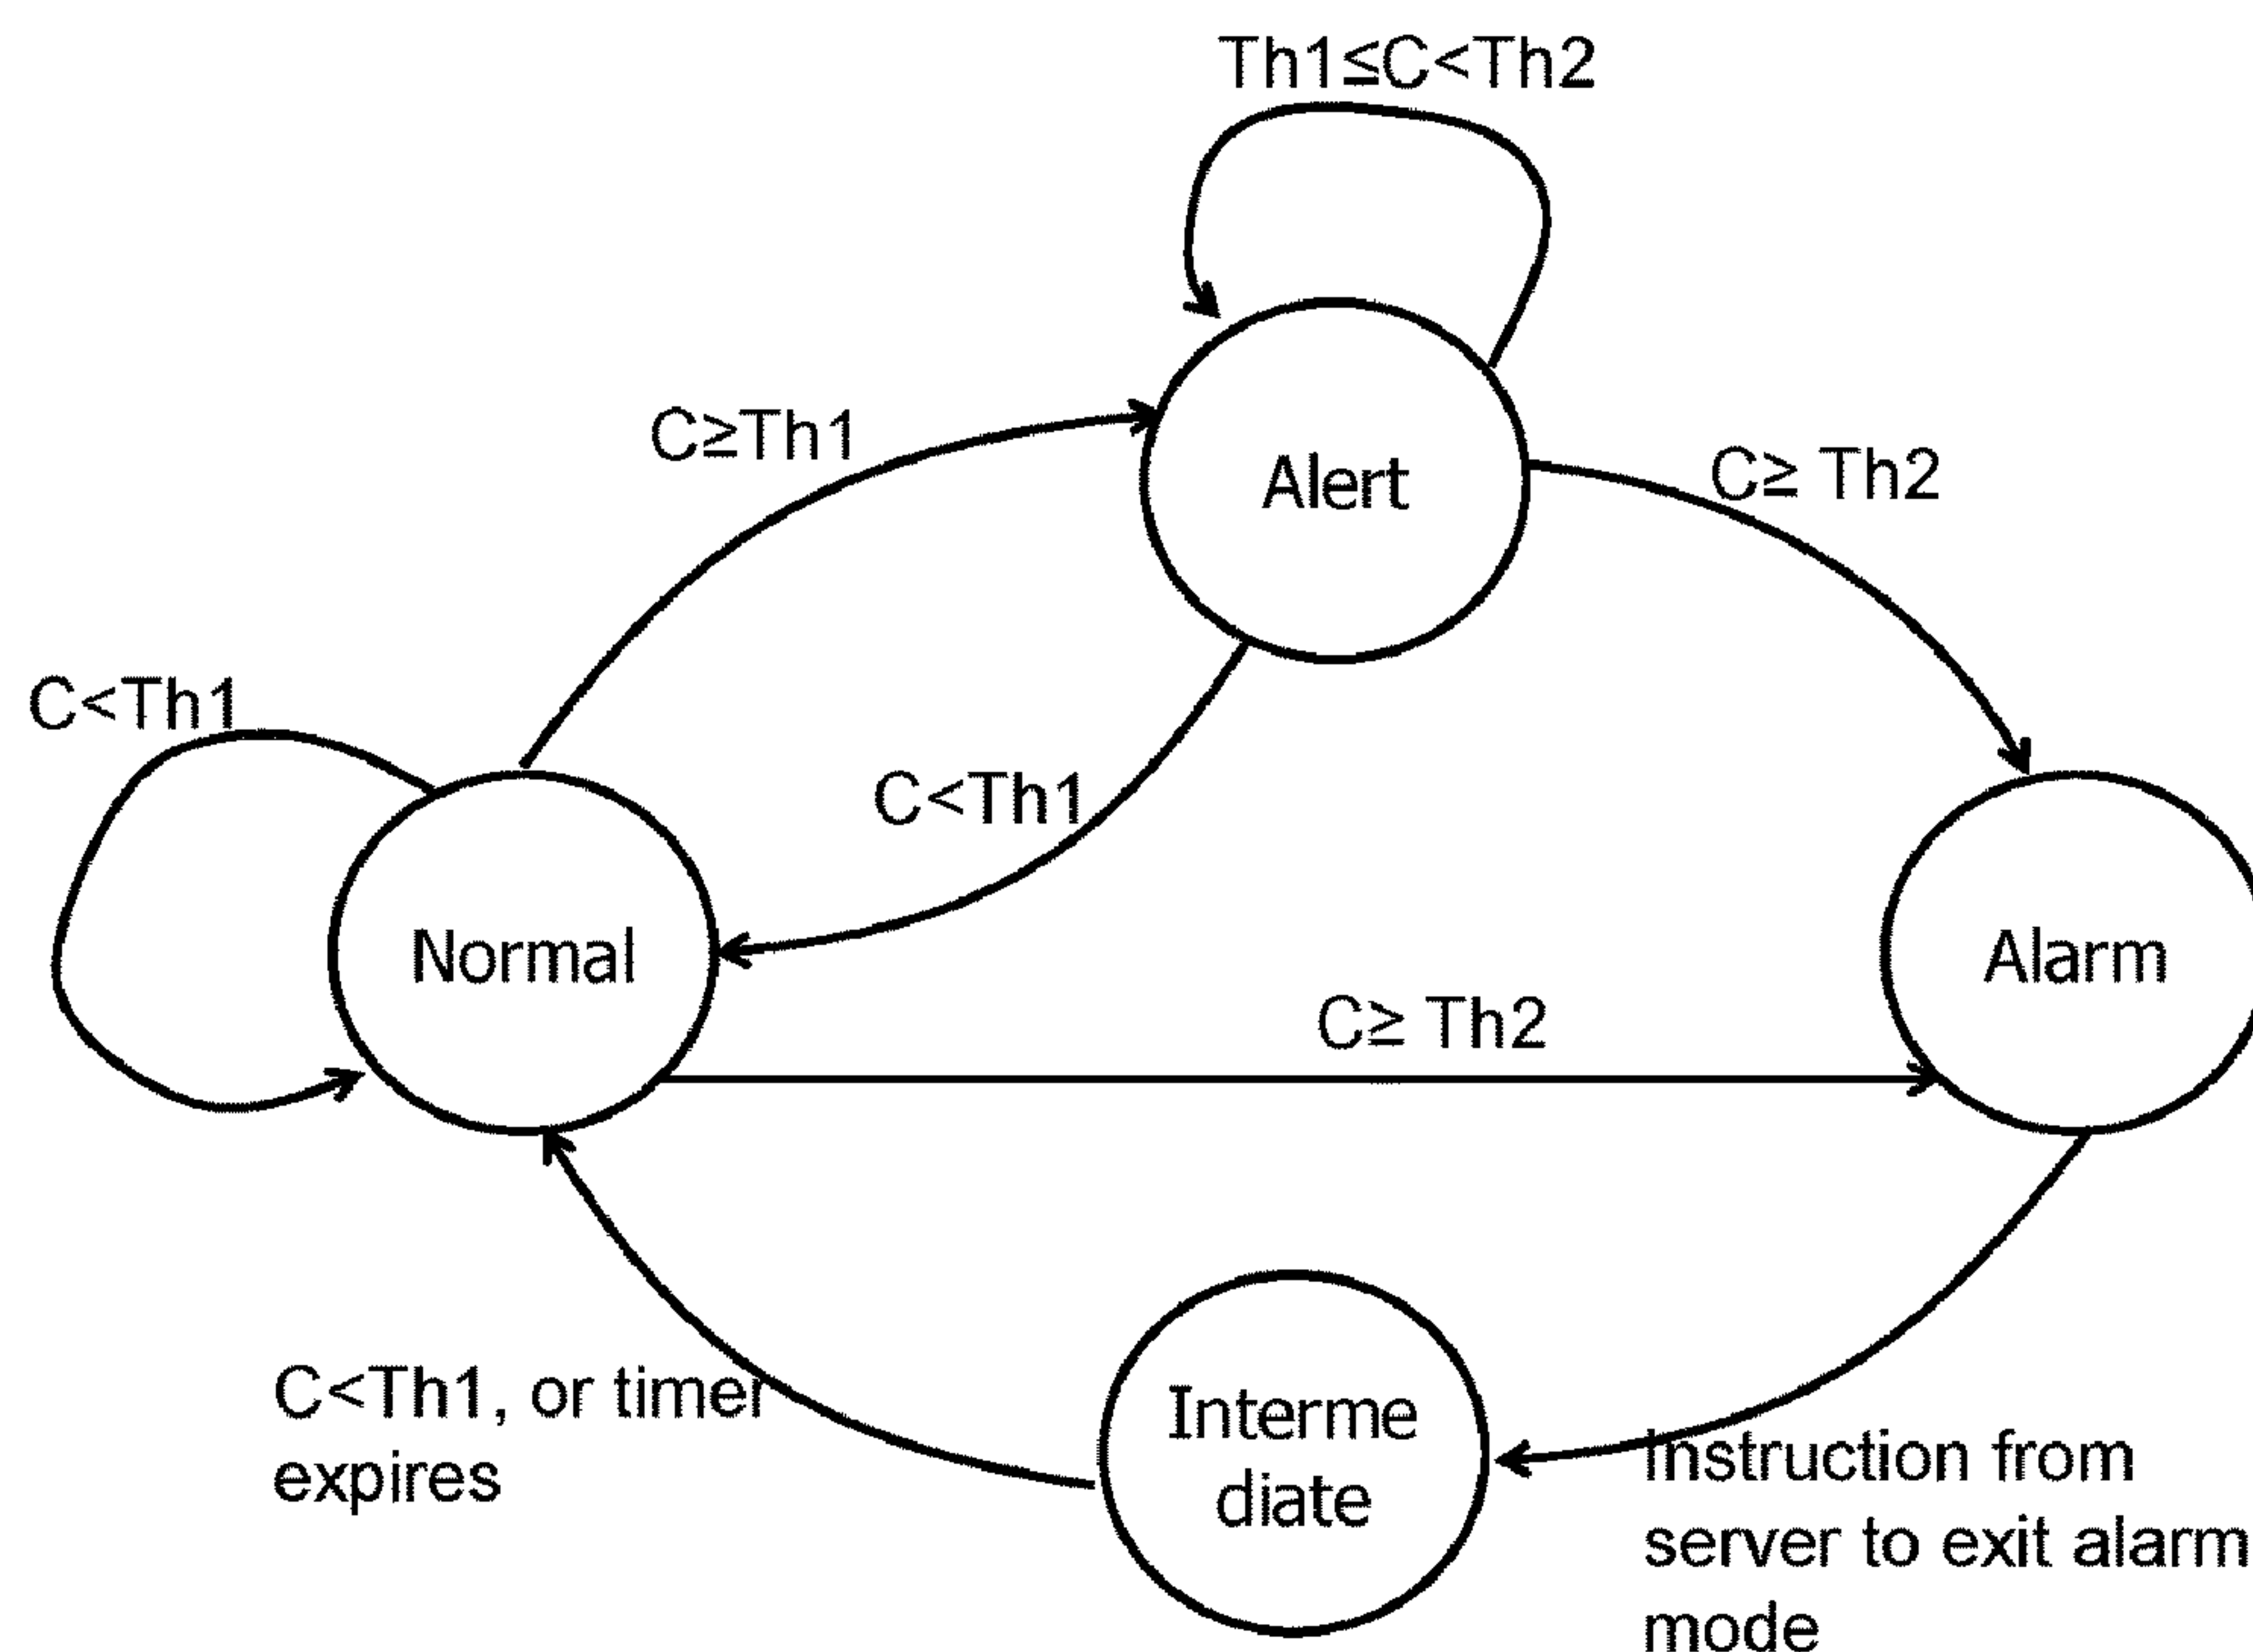 Th1≤C<Th2
C≥Th1
C≥ Th2
Alert
C<Th1
C<Th1
Normal
Alarm
C≥ Th2
C<Th1, or timer
expires
Interme
diate
Instruction from
server to exit alarm
mode